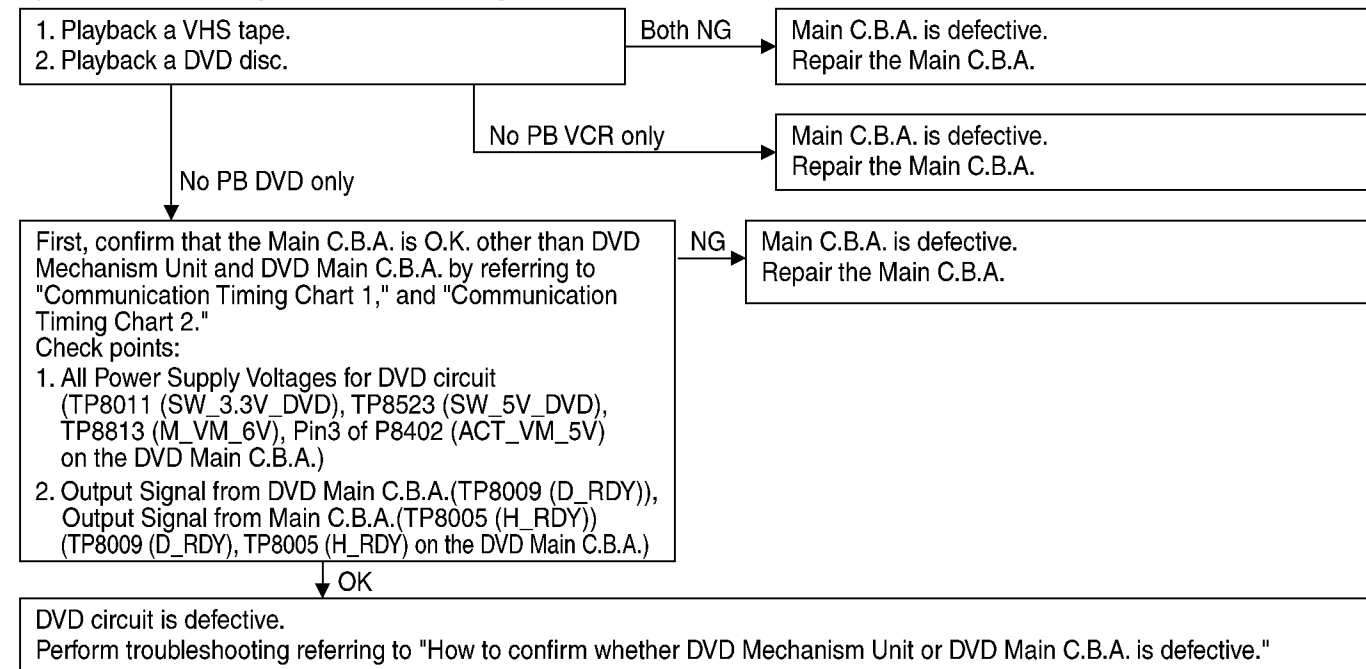 1. Playback a VHS tape.
2. Playback a DVD disc.
Both NG
Main C.B.A. is defective.
Repair the Main C.B.A.
No PB VCR only
Main C.B.A. is defective.
Repair the Main C.B.A.
No PB DVD only
First, confirm that the Main C.B.A. is O.K. other than DVD
Mechanism Unit and DVD Main C.B.A. by referring to
"Communication Timing Chart 1," and "Communication
Timing Chart 2."
Check points:
1. All Power Supply Voltages for DVD circuit
(TP8011 (SW_3.3V_DVD), TP8523 (SW_5V_DVD),
TP8813 (M_VM_6V), Pin3 of P8402 (ACT_VM_5V)
on the DVD Main C.B.A.)
2. Output Signal from DVD Main C.B.A.(TP8009 (D_RDY)),
Output Signal from Main C.B.A.(TP8005 (H_RDY))
(TP8009 (D_RDY), TP8005 (H_RDY) on the DVD Main C.B.A.)
NG
Main C.B.A. is defective.
Repair the Main C.B.A.
OK
DVD circuit is defective.
Perform troubleshooting referring to "How to confirm whether DVD Mechanism Unit or DVD Main C.B.A. is defective."